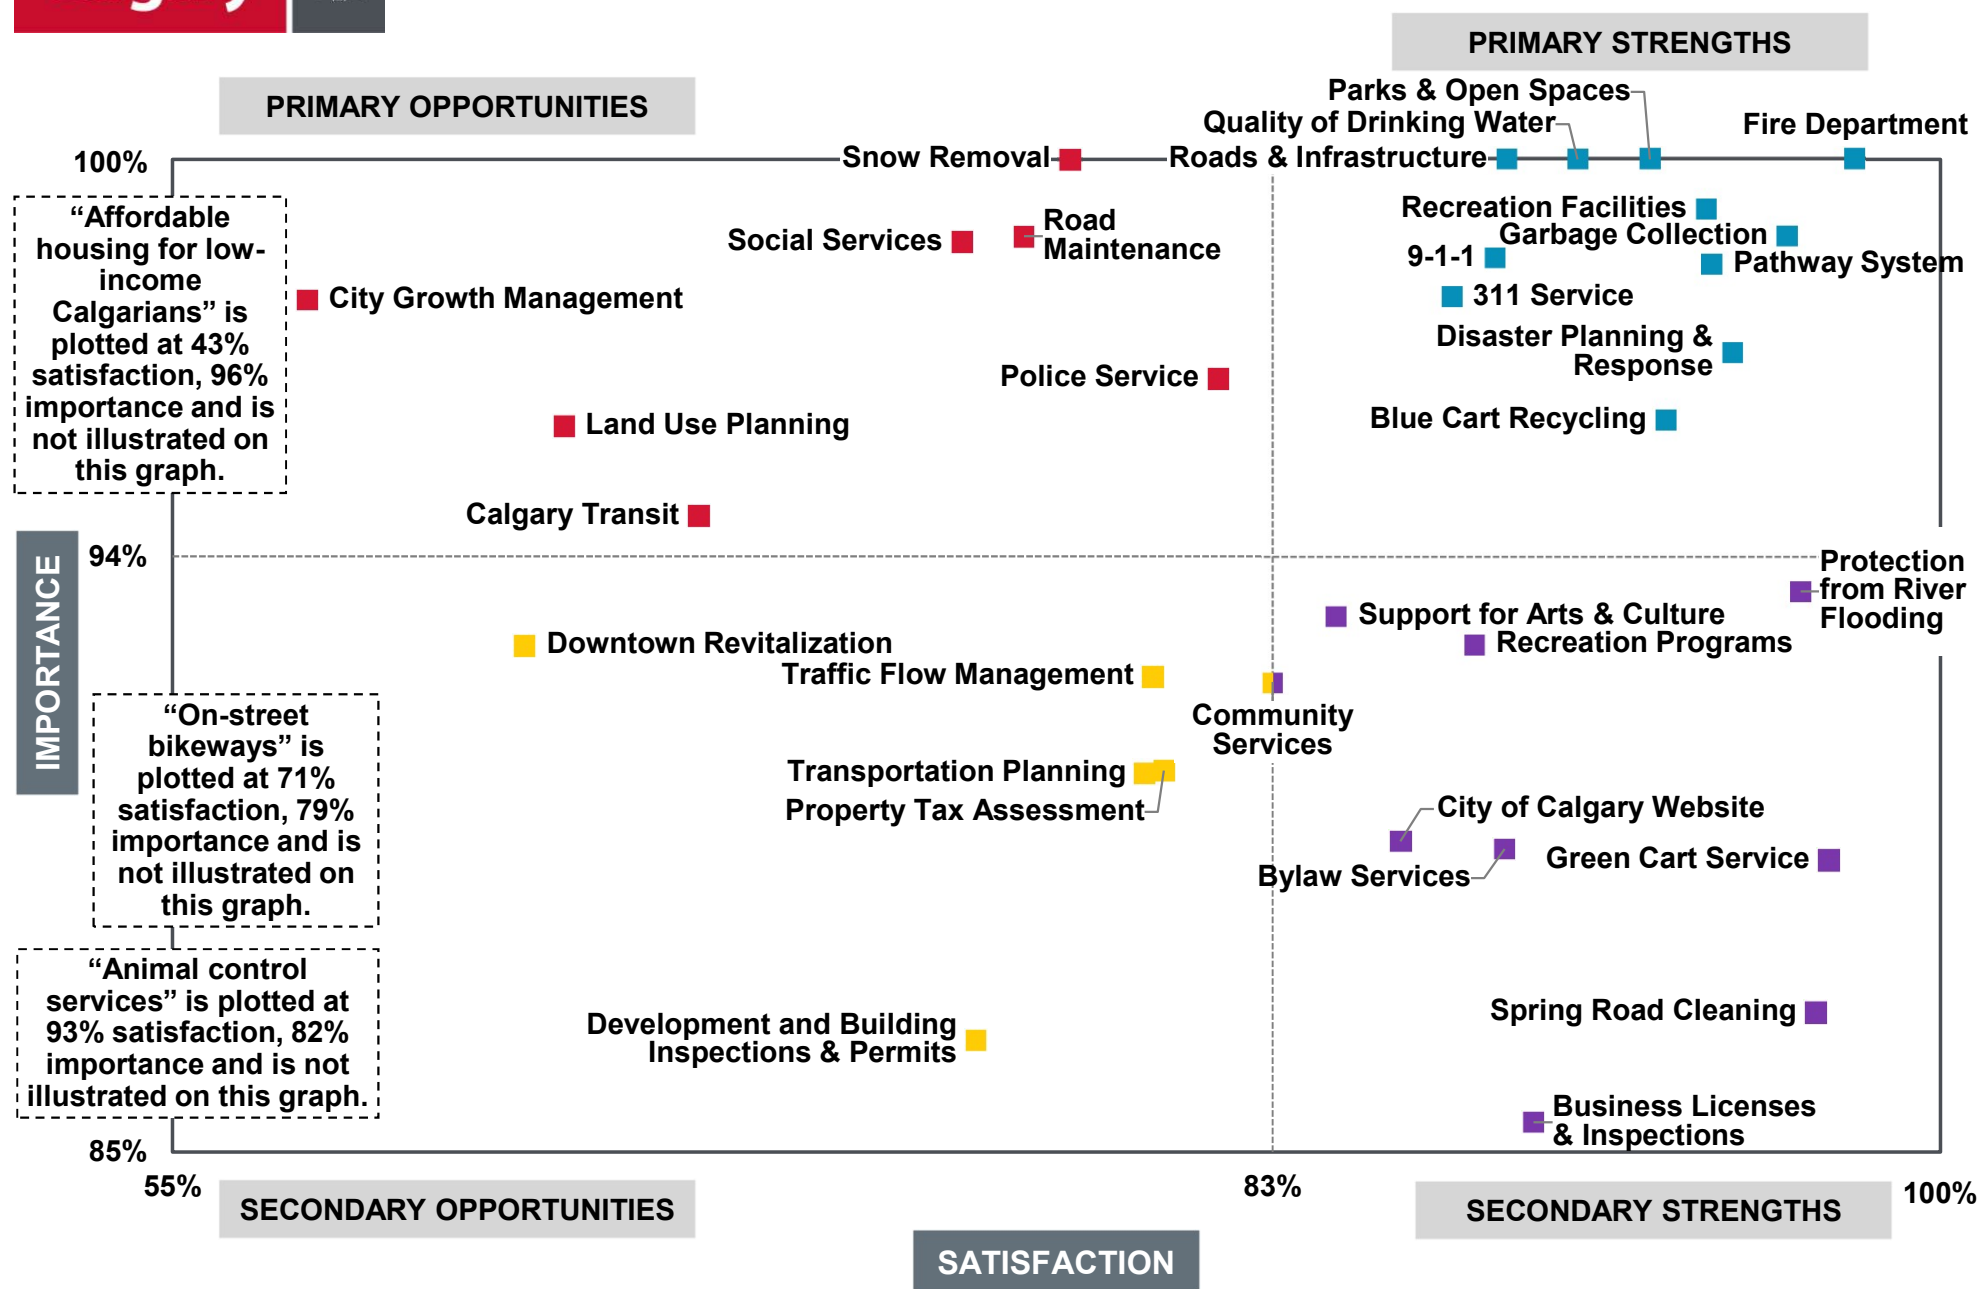 PRIMARY STRENGTHS
PRIMARY OPPORTUNITIES
Parks & Open Spaces
Quality of Drinking Water
Fire Department
100%
Snow Removal
Roads & Infrastructure
“Affordable
housing for low-
income
Calgarians” is
plotted at 43%
satisfaction, 96%
importance and is
not illustrated on
this graph.
Social Services
Road
Maintenance
City Growth Management
Police Service
Land Use Planning
Calgary Transit
Recreation Facilities
Garbage Collection
9-1-1
Pathway System
311 Service
Disaster Planning &
Response
Blue Cart Recycling
IMPORTANCE
94%
Protection
from River
Flooding
Support for Arts & Culture
Recreation Programs
Downtown Revitalization
Traffic Flow Management
Community
Services
“On-street
bikeways” is
plotted at 71%
satisfaction, 79%
importance and is
not illustrated on
this graph.
Transportation Planning
Property Tax Assessment
City of Calgary Website
Bylaw Services
Green Cart Service
“Animal control
services” is plotted at
93% satisfaction, 82%
importance and is not
illustrated on this graph.
Development and Building
Inspections & Permits
Spring Road Cleaning
Business Licenses
& Inspections
85%
55%
83%
100%
SECONDARY OPPORTUNITIES
SECONDARY STRENGTHS
SATISFACTION